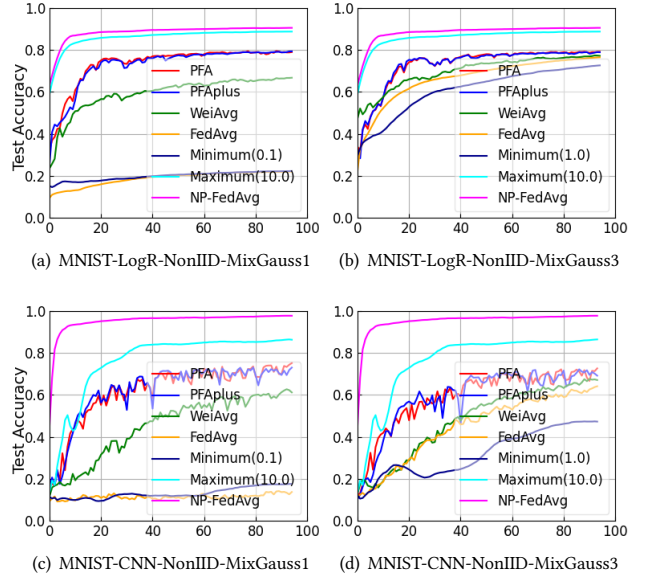 1.0
0.8
0.6
0.4
0.2
0.0
Test Accuracy
PFA
PFAplus
WeiAvg
FedAvg
Minimum(0.1)
Maximum(10.0)
NP-FedAvg
0 20 40 60 80 100
(a) MNIST-LogR-NonIID-MixGauss1
1.0
0.8
0.6
0.4
0.2
0.0
PFA
PFAplus
WeiAvg
FedAvg
Minimum(1.0)
Maximum(10.0)
NP-FedAvg
0 20 40 60 80 100
(b) MNIST-LogR-NonIID-MixGauss3
1.0
0.8
0.6
0.4
0.2
0.0
Test Accuracy
PFA
PFAplus
WeiAvg
FedAvg
Minimum(0.1)
Maximum(10.0)
NP-FedAvg
0 20 40 60 80 100
(c) MNIST-CNN-NonIID-MixGauss1
1.0
0.8
0.6
0.4
0.2
0.0
PFA
PFAplus
WeiAvg
FedAvg
Minimum(1.0)
Maximum(10.0)
NP-FedAvg
0 20 40 60 80 100
(d) MNIST-CNN-NonIID-MixGauss3